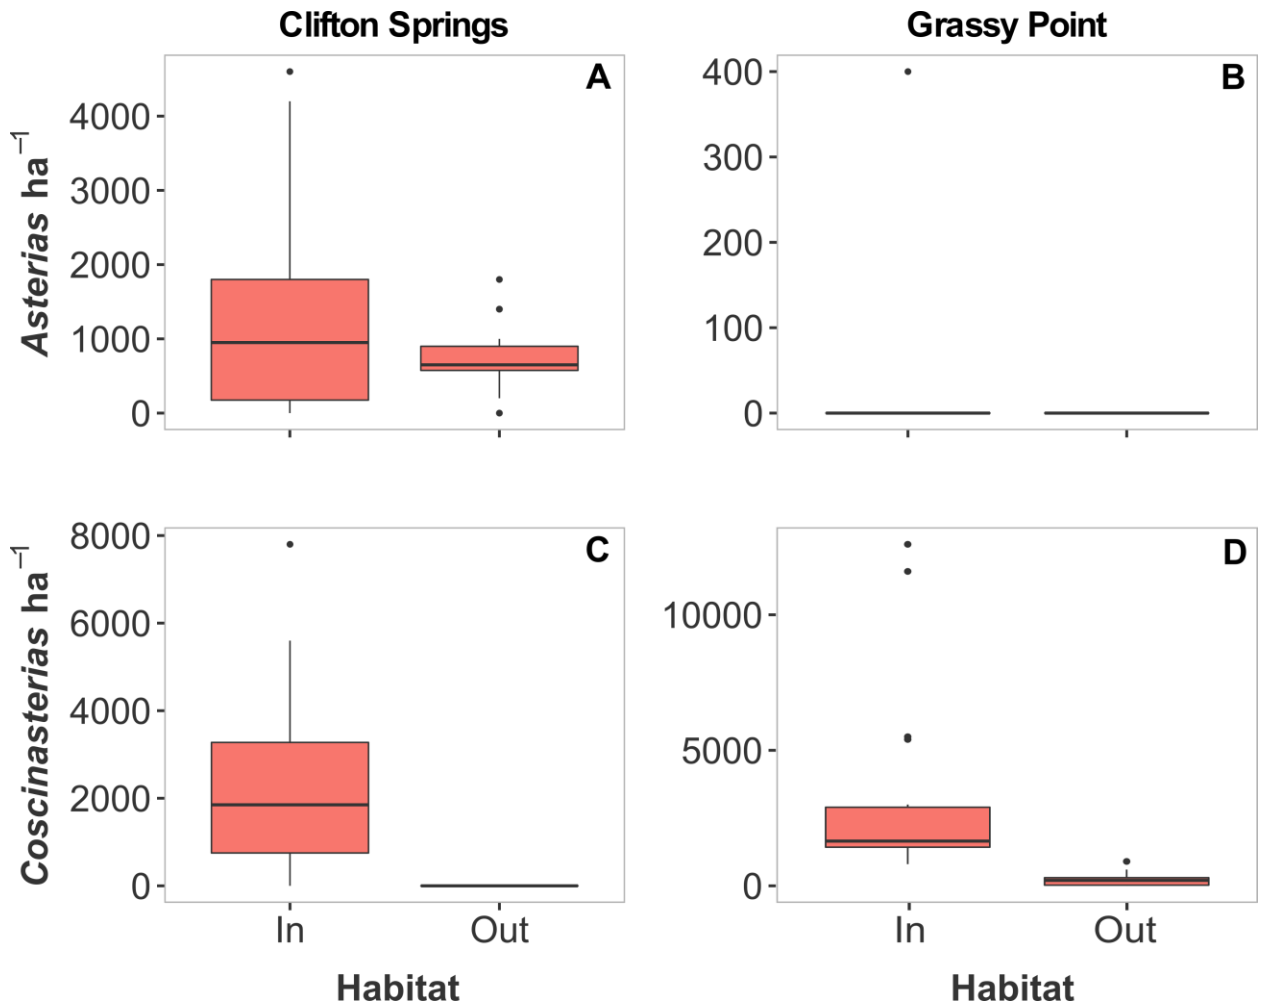 Clifton Springs
Grassy Point
A
B
Asterias ha⁻¹
4000
3000
2000
1000
0
400
300
200
100
0
C
D
Coscinasterias ha⁻¹
8000
6000
4000
2000
0
10000
5000
0
In
Out
In
Out
Habitat
Habitat